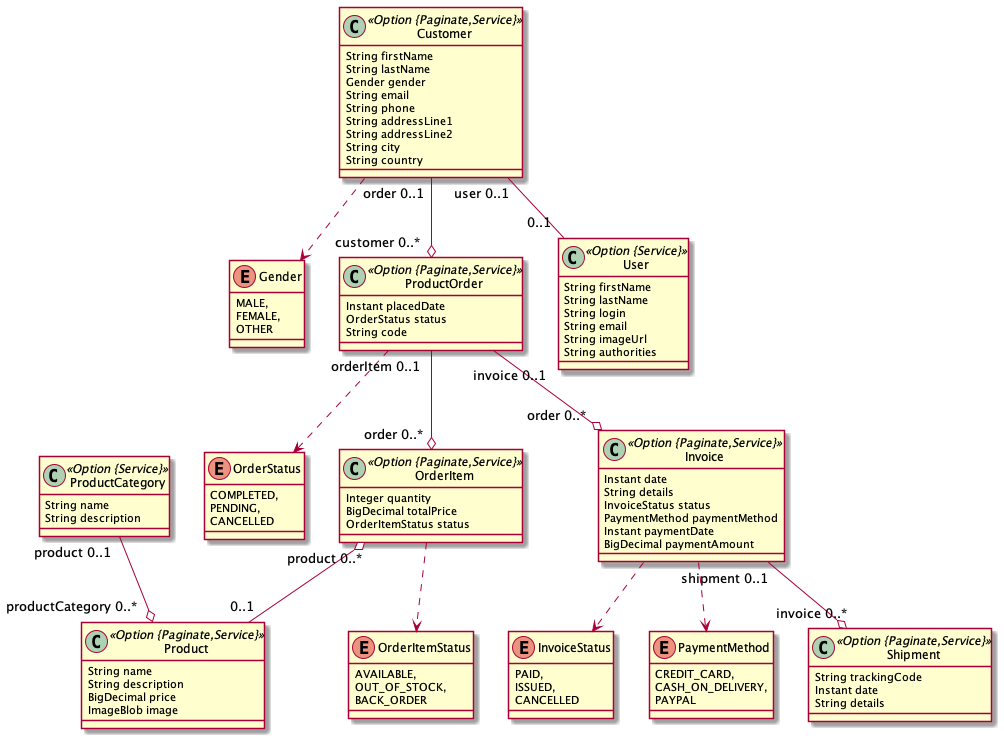 C «Option {Paginate,Service}»
Customer
String firstName
String lastName
Gender gender
String email
String phone
String addressLine1
String addressLine2
String city
String country
order 0..1
user 0..1
0..1
customer 0..*
E Gender
MALE,
FEMALE,
OTHER
C «Option {Paginate,Service}»
ProductOrder
Instant placedDate
OrderStatus status
String code
C «Option {Service}»
User
String firstName
String lastName
String login
String email
String imageUrl
String authorities
orderItem 0..1
invoice 0..1
order 0..*
order 0..*
C «Option {Service}»
ProductCategory
String name
String description
E OrderStatus
COMPLETED,
PENDING,
CANCELLED
C «Option {Paginate,Service}»
OrderItem
Integer quantity
BigDecimal totalPrice
OrderItemStatus status
C «Option {Paginate,Service}»
Invoice
Instant date
String details
InvoiceStatus status
PaymentMethod paymentMethod
Instant paymentDate
BigDecimal paymentAmount
product 0..1
product 0..*
shipment 0..1
productCategory 0..*
0..1
invoice 0..*
C «Option {Paginate,Service}»
Product
String name
String description
BigDecimal price
ImageBlob image
E OrderItemStatus
AVAILABLE,
OUT_OF_STOCK,
BACK_ORDER
E InvoiceStatus
PAID,
ISSUED,
CANCELLED
E PaymentMethod
CREDIT_CARD,
CASH_ON_DELIVERY,
PAYPAL
C «Option {Paginate,Service}»
Shipment
String trackingCode
Instant date
String details